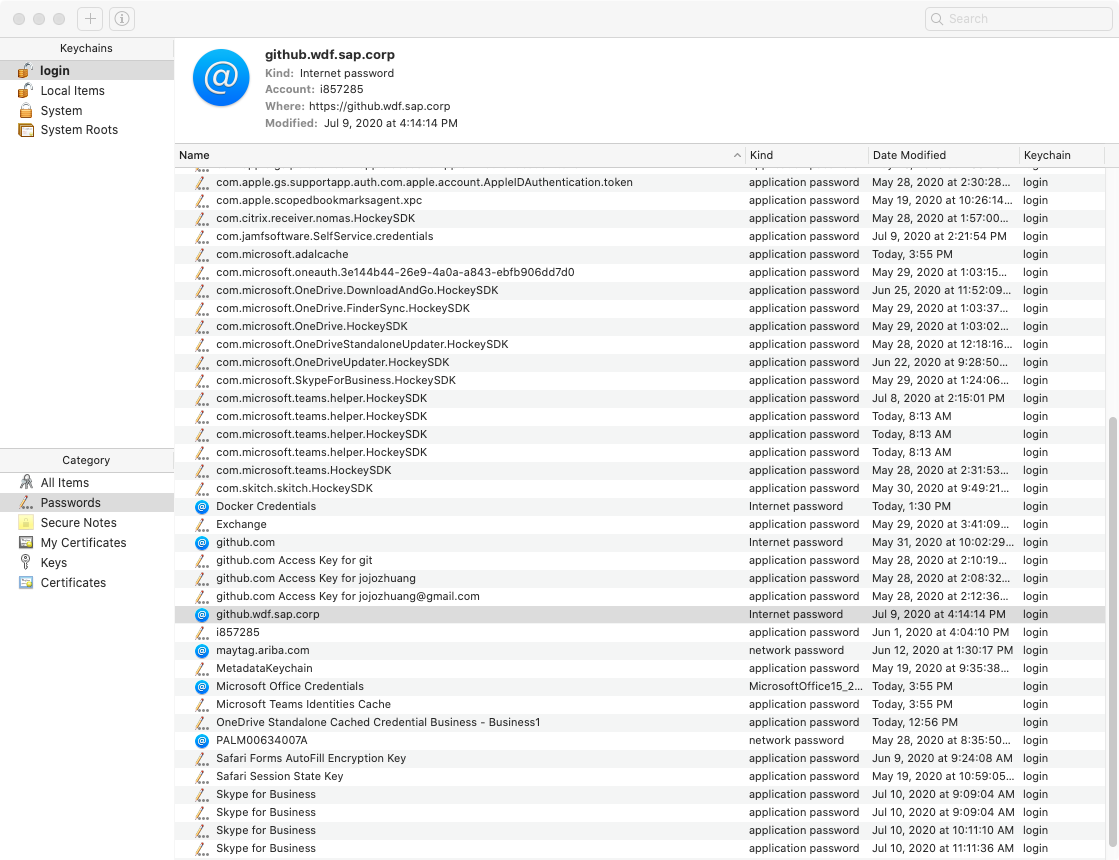 Search
Keychains
login
Local Items
System
System Roots
github.wdf.sap.corp
Kind: Internet password
Account: i857285
Where: https://github.wdf.sap.corp
Modified: Jul 9, 2020 at 4:14:14 PM
Name Kind Date Modified Keychain
com.apple.gs.supportapp.auth.com.apple.account.AppleIDAuthentication.token application password May 28, 2020 at 2:30:28... login
com.apple.scopedbookmarksagent.xpc application password May 19, 2020 at 10:26:14... login
com.citrix.receiver.nomas.HockeySDK application password May 28, 2020 at 1:57:00... login
com.jamfsoftware.SelfService.credentials application password Jul 9, 2020 at 2:21:54 PM login
com.microsoft.adalcache application password Today, 3:55 PM login
com.microsoft.oneauth.3e144b44-26e9-4a0a-a843-ebfb906dd7d0 application password May 29, 2020 at 1:03:15... login
com.microsoft.OneDrive.DownloadAndGo.HockeySDK application password Jun 25, 2020 at 11:52:09... login
com.microsoft.OneDrive.FinderSync.HockeySDK application password May 29, 2020 at 1:03:37... login
com.microsoft.OneDrive.HockeySDK application password May 29, 2020 at 1:03:02... login
com.microsoft.OneDriveStandaloneUpdater.HockeySDK application password May 28, 2020 at 12:18:16... login
com.microsoft.OneDriveUpdater.HockeySDK application password Jun 22, 2020 at 9:28:50... login
com.microsoft.SkypeForBusiness.HockeySDK application password May 29, 2020 at 1:24:06... login
com.microsoft.teams.helper.HockeySDK application password Jul 8, 2020 at 2:15:01 PM login
com.microsoft.teams.helper.HockeySDK application password Today, 8:13 AM login
com.microsoft.teams.helper.HockeySDK application password Today, 8:13 AM login
com.microsoft.teams.helper.HockeySDK application password Today, 8:13 AM login
com.microsoft.teams.HockeySDK application password May 28, 2020 at 2:31:53... login
com.skitch.skitch.HockeySDK application password May 30, 2020 at 9:49:21... login
Docker Credentials Internet password Today, 1:30 PM login
Exchange application password May 29, 2020 at 3:41:09... login
github.com Internet password May 31, 2020 at 10:02:29... login
github.com Access Key for git application password May 28, 2020 at 2:10:19... login
github.com Access Key for jojozhuang application password May 28, 2020 at 2:08:32... login
github.com Access Key for jojozhuang@gmail.com application password May 28, 2020 at 2:12:36... login
github.wdf.sap.corp Internet password Jul 9, 2020 at 4:14:14 PM login
i857285 application password Jun 1, 2020 at 4:04:10 PM login
maytag.ariba.com network password Jun 12, 2020 at 1:30:17 PM login
MetadataKeychain application password May 19, 2020 at 9:35:38... login
Microsoft Office Credentials MicrosoftOffice15_2... Today, 3:55 PM login
Microsoft Teams Identities Cache application password Today, 3:55 PM login
OneDrive Standalone Cached Credential Business - Business1 application password Today, 12:56 PM login
PALM00634007A network password May 28, 2020 at 8:35:50... login
Safari Forms AutoFill Encryption Key application password Jun 9, 2020 at 9:24:08 AM login
Safari Session State Key application password May 19, 2020 at 10:59:05... login
Skype for Business application password Jul 10, 2020 at 9:09:04 AM login
Skype for Business application password Jul 10, 2020 at 9:09:04 AM login
Skype for Business application password Jul 10, 2020 at 10:11:10 AM login
Skype for Business application password Jul 10, 2020 at 11:11:36 AM login
Category
All Items
Passwords
Secure Notes
My Certificates
Keys
Certificates